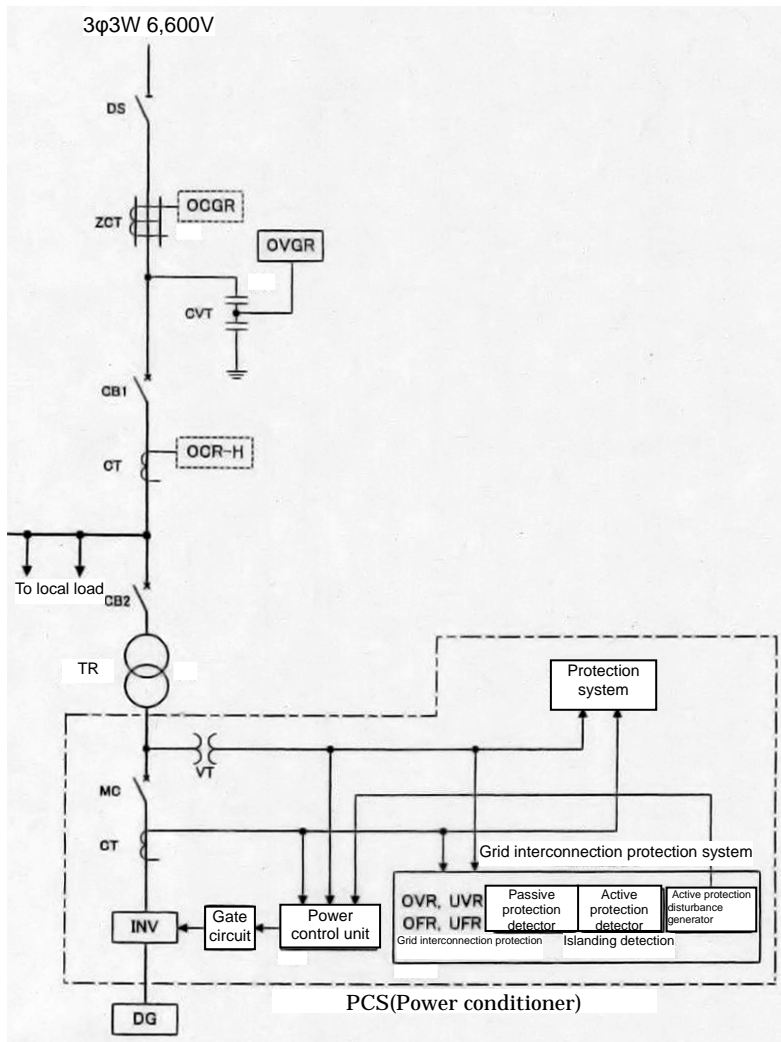 3φ3W 6,600V
DS
OCGR
ZCT
OVGR
CVT
CB1
OCR-H
CT
To local load
CB2
TR
Protection
system
VT
MC
CT
Grid interconnection protection system
OVR, UVR
OFR, UFR
Passive
protection
detector
Active
protection
detector
Active protection
disturbance
generator
Grid interconnection protection
Islanding detection
INV
Gate
circuit
Power
control unit
PCS(Power conditioner)
DG